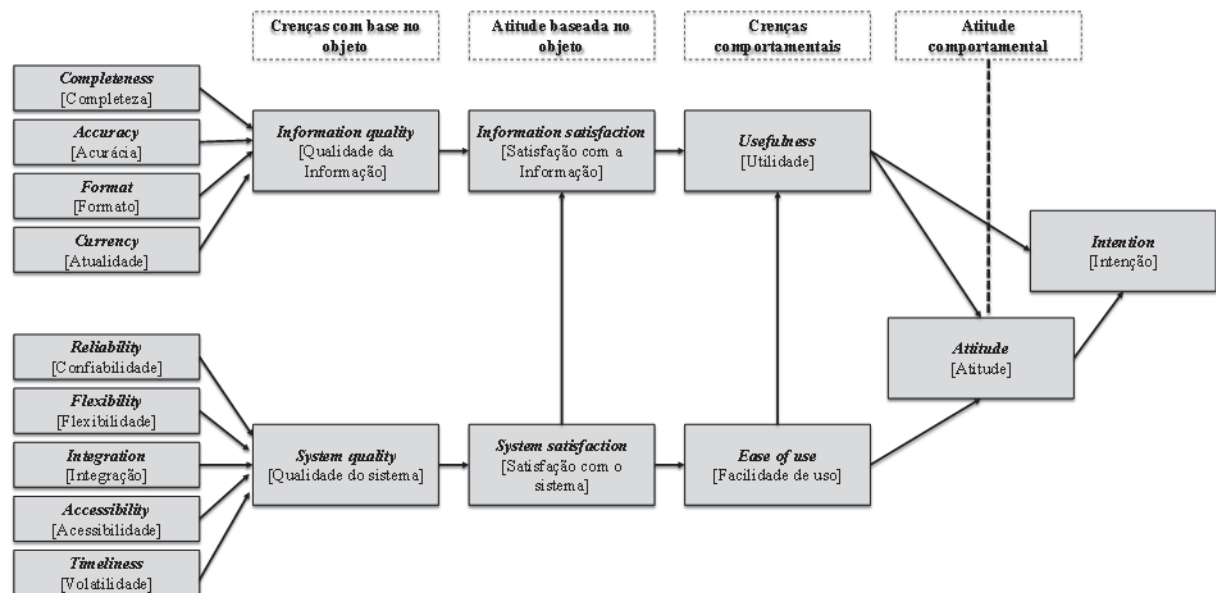 Crenças com base no
objeto
Atitude baseada no
objeto
Crenças
comportamentais
Atitude
comportamental
Completeness
[Completeza]
Accuracy
[Acurácia]
Format
[Formato]
Currency
[Atualidade]
Information quality
[Qualidade da
Informação]
Information satisfaction
[Satisfação com a
Informação]
Usefulness
[Utilidade]
Intention
[Intenção]
Attitude
[Atitude]
Reliability
[Confiabilidade]
Flexibility
[Flexibilidade]
Integration
[Integração]
Accessibility
[Acessibilidade]
Timeliness
[Volatilidade]
System quality
[Qualidade do sistema]
System satisfaction
[Satisfação com o
sistema]
Ease of use
[Facilidade de uso]